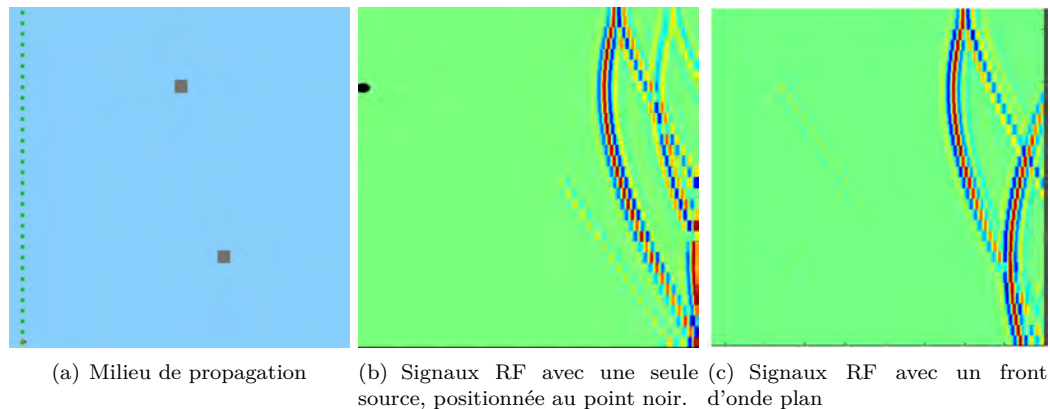 (a) Milieu de propagation
(b) Signaux RF avec une seule
source, positionnée au point noir.
(c) Signaux RF avec un front
d'onde plan